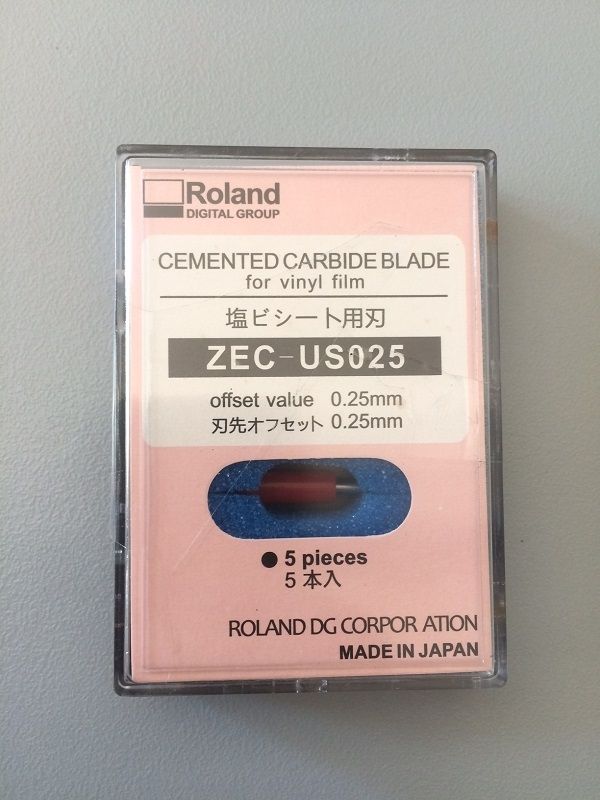 Roland
DIGITAL GROUP
CEMENTED CARBIDE BLADE
for vinyl film
塩ビシート用刃
ZEC-US025
offset value 0.25mm
刃先オフセット 0.25mm
● 5 pieces
5本入
ROLAND DG CORPOR ATION
MADE IN JAPAN